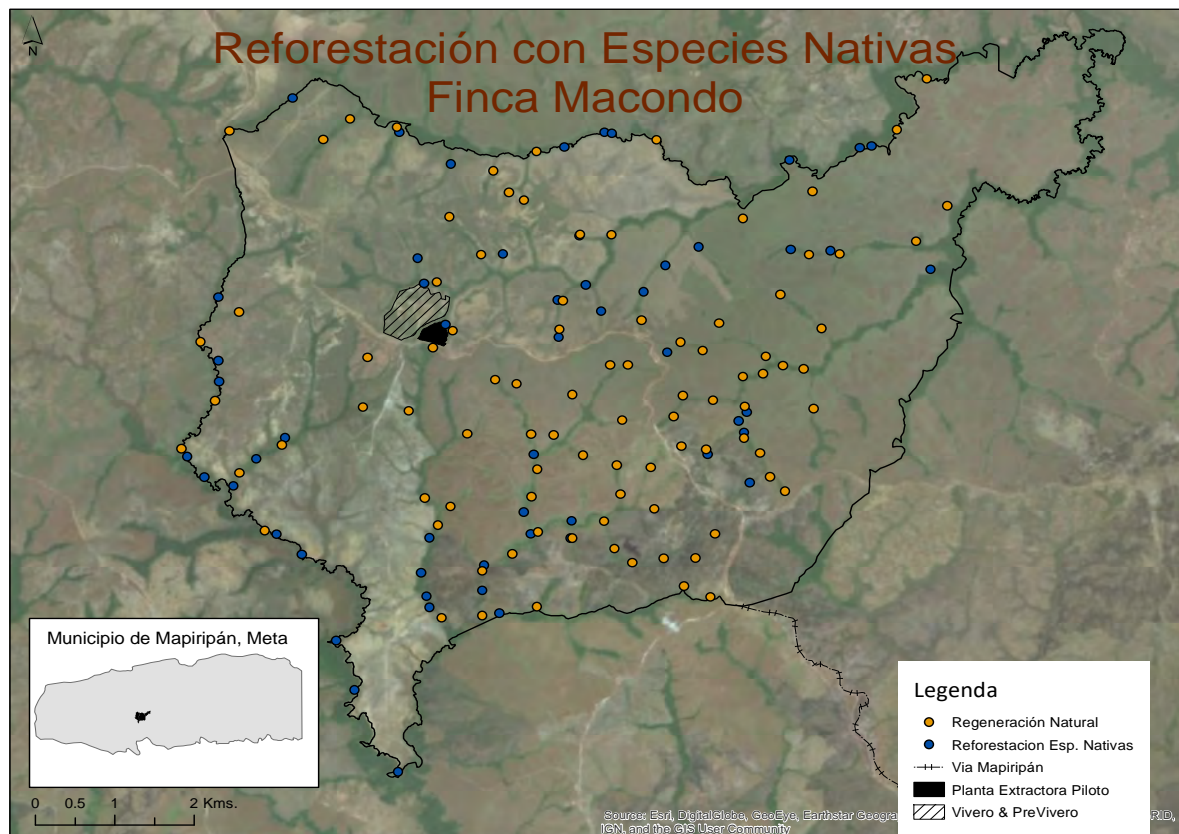 N
Reforestación con Especies Nativas
Finca Macondo
Municipio de Mapiripán, Meta
0 0.5 1 2 Kms.
Legenda
Regeneración Natural
Reforestacion Esp. Nativas
Via Mapiripán
Planta Extractora Piloto
Vivero & PreVivero
Source: Esri, DigitalGlobe, GeoEye, Earthstar
IGN, and the GIS User Community